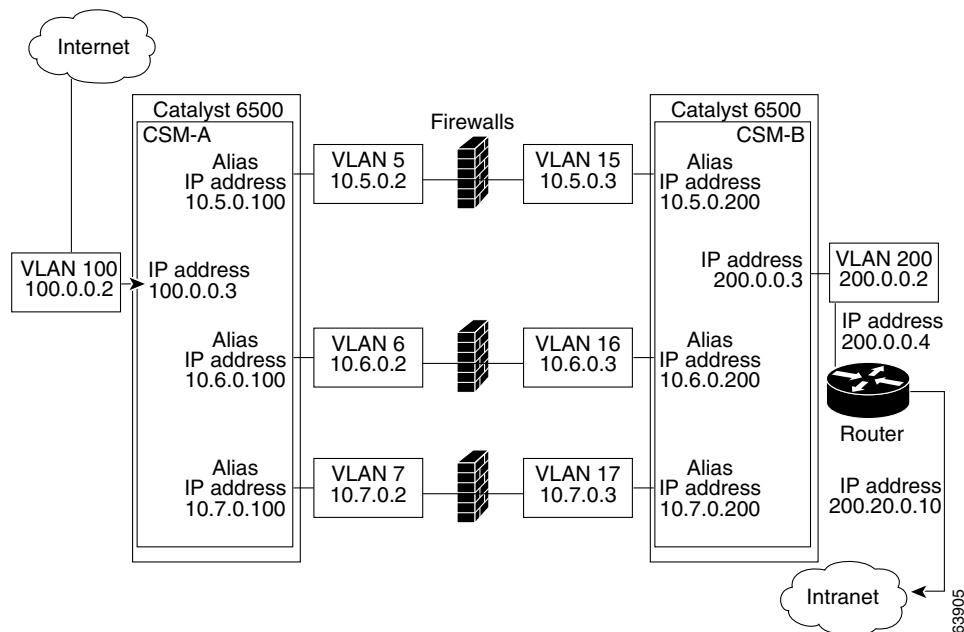 Internet
Catalyst 6500
CSM-A
Alias
IP address
10.5.0.100
VLAN 5
10.5.0.2
Firewalls
VLAN 15
10.5.0.3
Catalyst 6500
CSM-B
Alias
IP address
10.5.0.200
VLAN 100
100.0.0.2
IP address
100.0.0.3
IP address
200.0.0.3
VLAN 200
200.0.0.2
IP address
200.0.0.4
Alias
IP address
10.6.0.100
VLAN 6
10.6.0.2
VLAN 16
10.6.0.3
Alias
IP address
10.6.0.200
Router
Alias
IP address
10.7.0.100
VLAN 7
10.7.0.2
VLAN 17
10.7.0.3
Alias
IP address
10.7.0.200
IP address
200.20.0.10
Intranet
63905